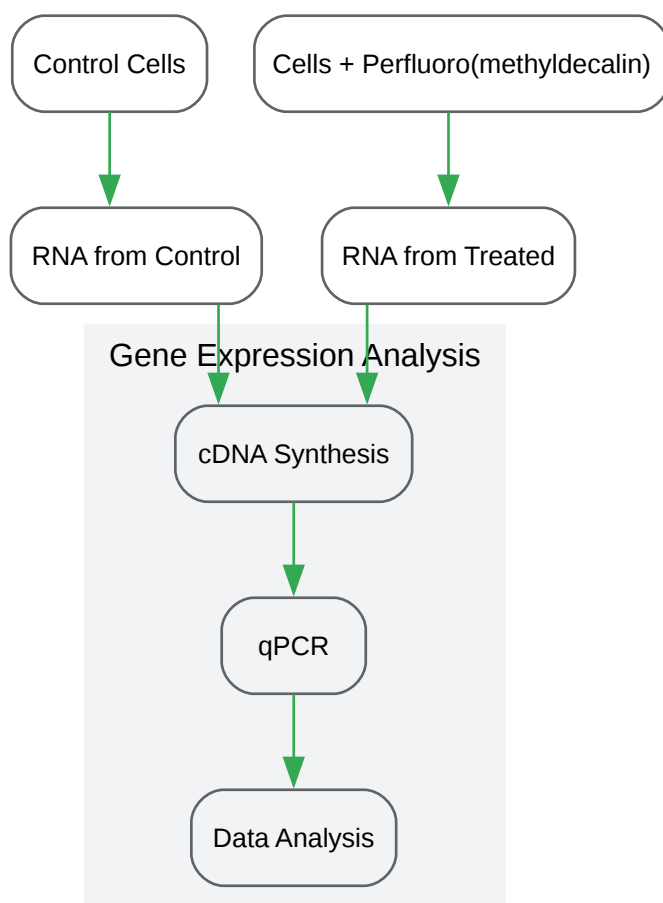 Control Cells
Cells + Perfluoro(methyldecalin)
RNA from Control
RNA from Treated
Gene Expression Analysis
cDNA Synthesis
qPCR
Data Analysis